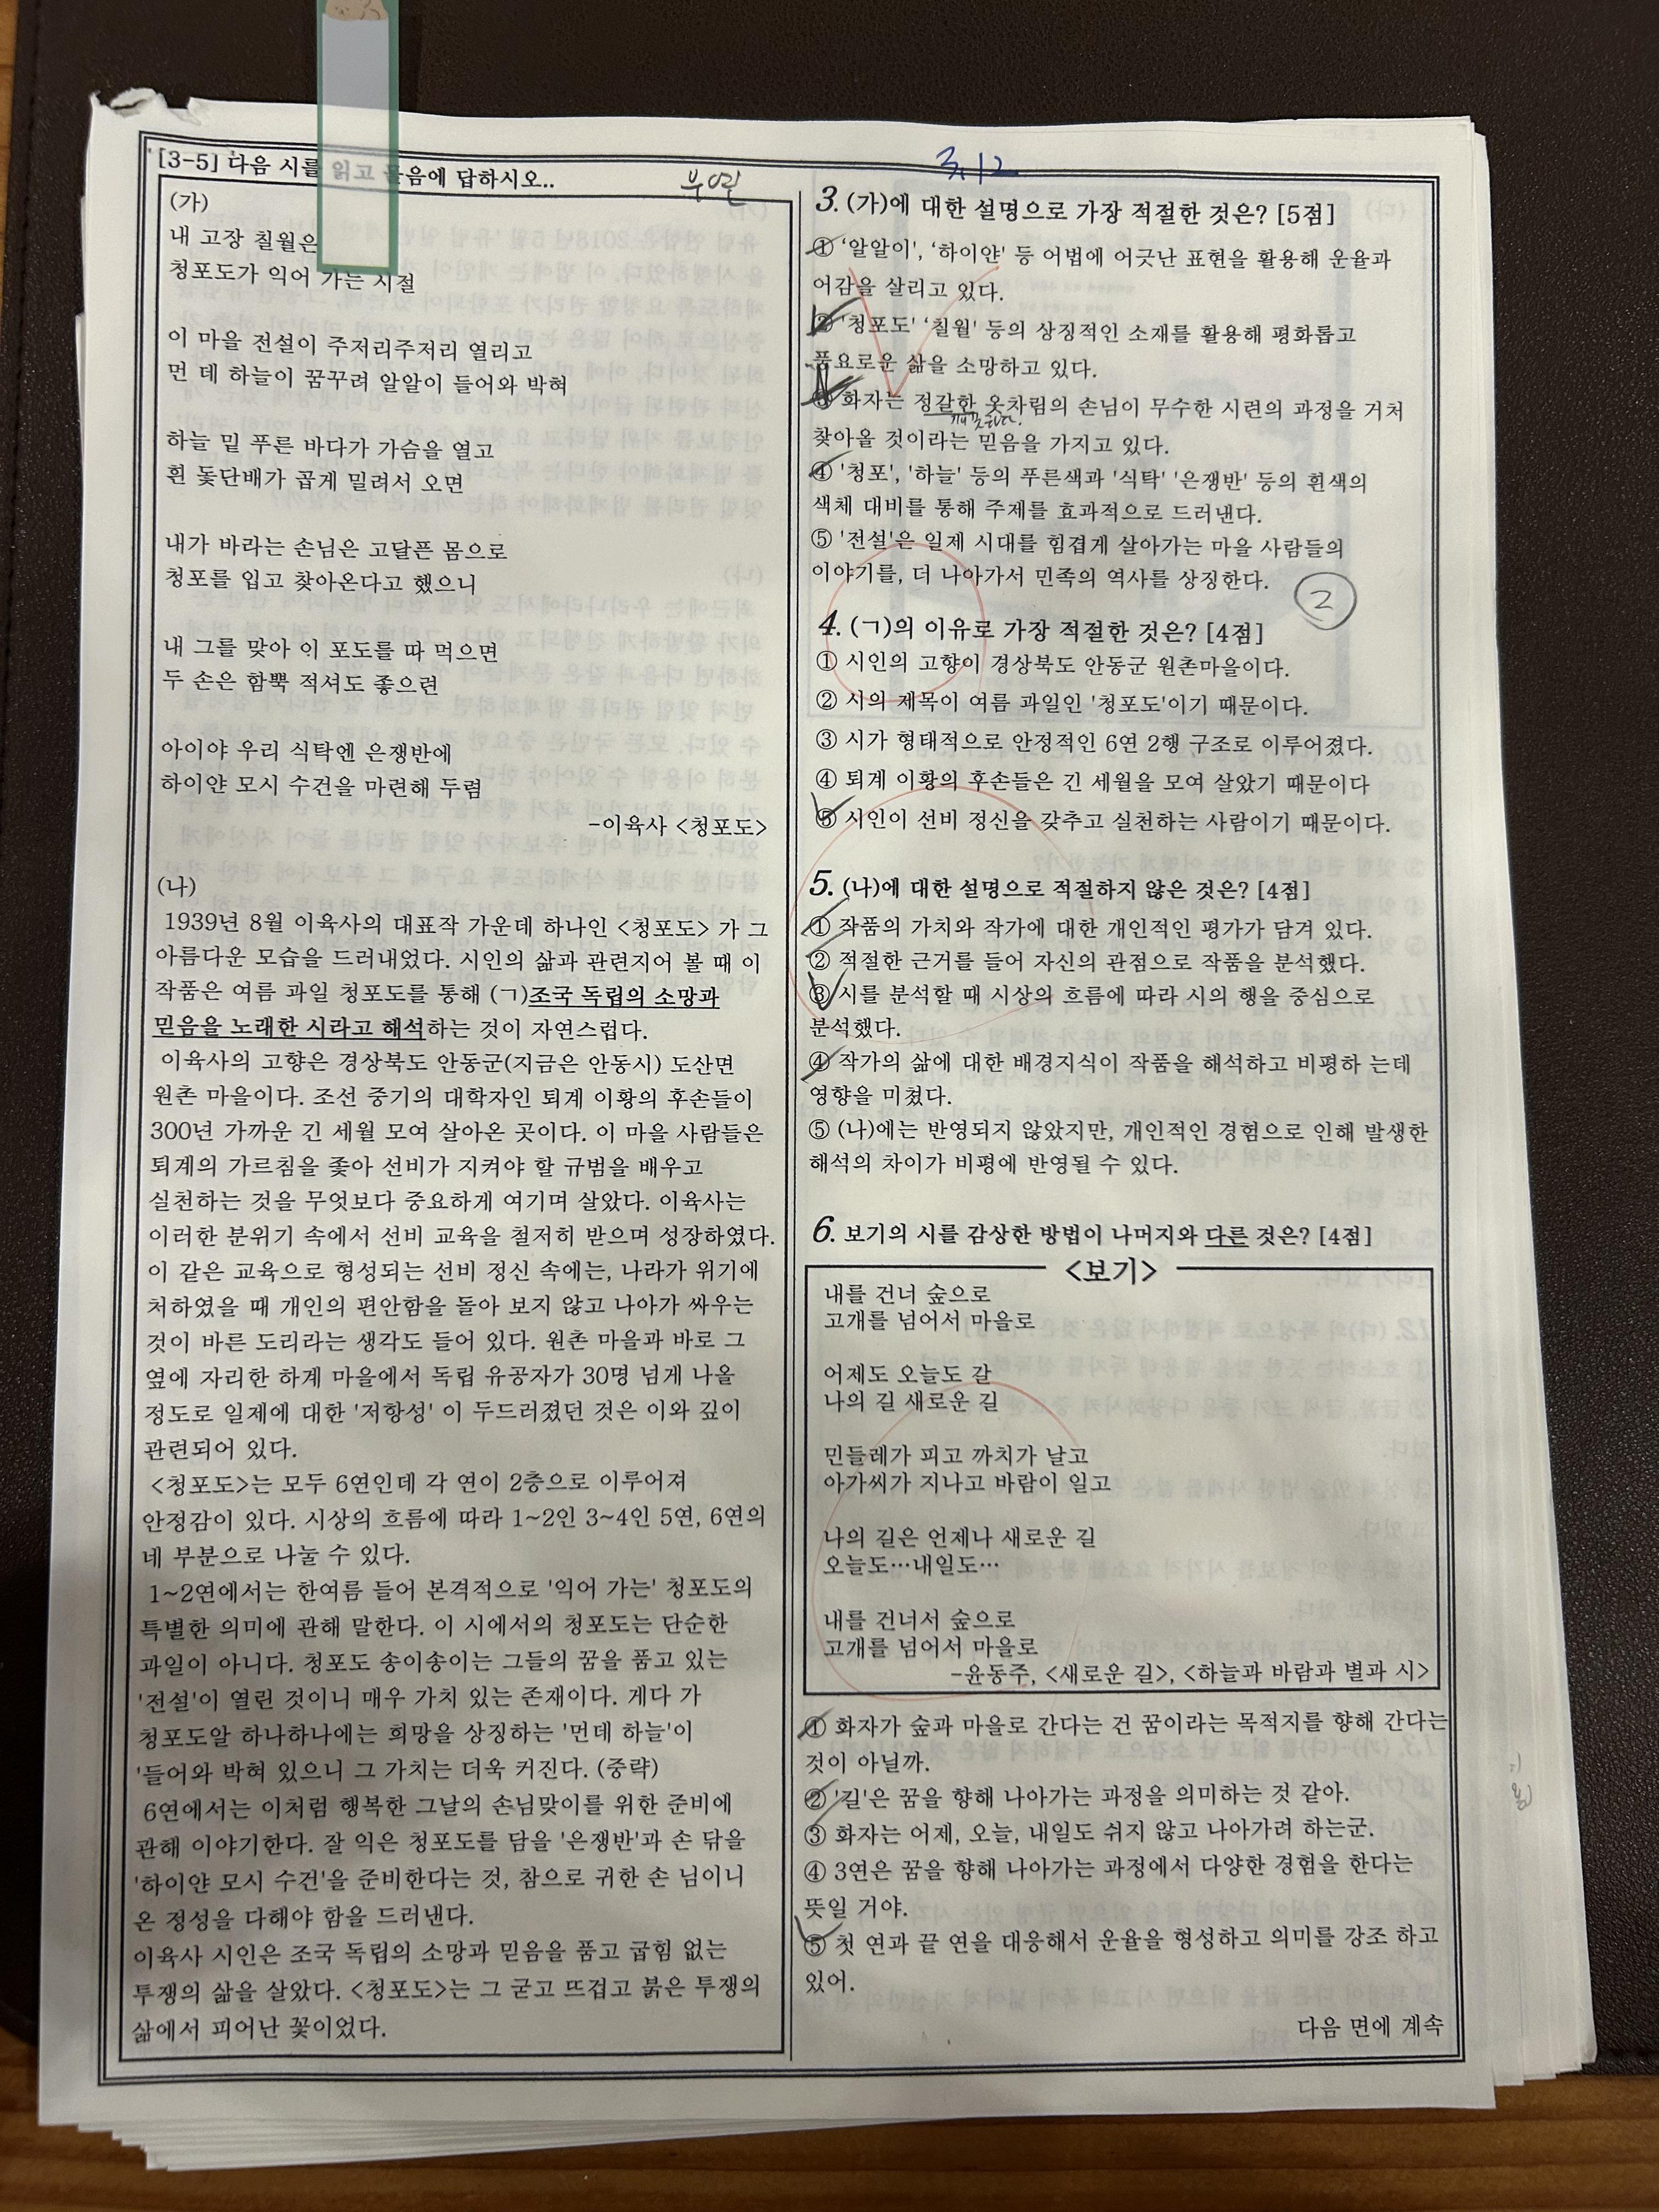 [3-5] 다음 시를 읽고 물음에 답하시오..
(가)
내 고장 칠월은
청포도가 익어 가는 시절
이 마을 전설이 주저리주저리 열리고
먼 데 하늘이 꿈꾸려 알알이 들어와 박혀
하늘 밑 푸른 바다가 가슴을 열고
흰 돛단배가 곱게 밀려서 오면
내가 바라는 손님은 고달픈 몸으로
청포를 입고 찾아온다고 했으니
내 그를 맞아 이 포도를 따 먹으면
두 손은 함뿍 적셔도 좋으련
아이야 우리 식탁엔 은쟁반에
하이얀 모시 수건을 마련해 두렴
-이육사 <청포도>
(나)
1939년 8월 이육사의 대표작 가운데 하나인 <청포도> 가 그
아름다운 모습을 드러내었다. 시인의 삶과 관련지어 볼 때 이
작품은 여름 과일 청포도를 통해 (ㄱ)조국 독립의 소망과
믿음을 노래한 시라고 해석하는 것이 자연스럽다.
이육사의 고향은 경상북도 안동군(지금은 안동시) 도산면
원촌 마을이다. 조선 중기의 대학자인 퇴계 이황의 후손들이
300년 가까운 긴 세월 모여 살아온 곳이다. 이 마을 사람들은
퇴계의 가르침을 좇아 선비가 지켜야 할 규범을 배우고
실천하는 것을 무엇보다 중요하게 여기며 살았다. 이육사는
이러한 분위기 속에서 선비 교육을 철저히 받으며 성장하였다.
이 같은 교육으로 형성되는 선비 정신 속에는, 나라가 위기에
처하였을 때 개인의 편안함을 돌아 보지 않고 나아가 싸우는
것이 바른 도리라는 생각도 들어 있다. 원촌 마을과 바로 그
옆에 자리한 하계 마을에서 독립 유공자가 30명 넘게 나올
정도로 일제에 대한 '저항성' 이 두드러졌던 것은 이와 깊이
관련되어 있다.
<청포도>는 모두 6연인데 각 연이 2층으로 이루어져
안정감이 있다. 시상의 흐름에 따라 1~2인 3~4인 5연, 6연의
네 부분으로 나눌 수 있다.
1~2연에서는 한여름 들어 본격적으로 '익어 가는' 청포도의
특별한 의미에 관해 말한다. 이 시에서의 청포도는 단순한
과일이 아니다. 청포도 송이송이는 그들의 꿈을 품고 있는
'전설'이 열린 것이니 매우 가치 있는 존재이다. 게다 가
청포도알 하나하나에는 희망을 상징하는 '먼데 하늘'이
'들어와 박혀 있으니 그 가치는 더욱 커진다. (중략)
6연에서는 이처럼 행복한 그날의 손님맞이를 위한 준비에
관해 이야기한다. 잘 익은 청포도를 담을 '은쟁반'과 손 닦을
'하이얀 모시 수건'을 준비한다는 것, 참으로 귀한 손 님이니
온 정성을 다해야 함을 드러낸다.
이육사 시인은 조국 독립의 소망과 믿음을 품고 굽힘 없는
투쟁의 삶을 살았다. <청포도>는 그 굳고 뜨겁고 붉은 투쟁의
삶에서 피어난 꽃이었다.
3.12
3. (가)에 대한 설명으로 가장 적절한 것은? [5점]
① '알알이', '하이얀' 등 어법에 어긋난 표현을 활용해 운율과
어감을 살리고 있다.
② '청포도' '칠월' 등의 상징적인 소재를 활용해 평화롭고
풍요로운 삶을 소망하고 있다.
③ 화자는 정갈한 옷차림의 손님이 무수한 시련의 과정을 거처
찾아올 것이라는 믿음을 가지고 있다.
④ '청포', '하늘' 등의 푸른색과 '식탁' '은쟁반' 등의 흰색의
색체 대비를 통해 주제를 효과적으로 드러낸다.
⑤ '전설'은 일제 시대를 힘겹게 살아가는 마을 사람들의
이야기를, 더 나아가서 민족의 역사를 상징한다.
2
4. (ㄱ)의 이유로 가장 적절한 것은? [4점]
① 시인의 고향이 경상북도 안동군 원촌마을이다.
② 시의 제목이 여름 과일인 '청포도'이기 때문이다.
③ 시가 형태적으로 안정적인 6연 2행 구조로 이루어졌다.
④ 퇴계 이황의 후손들은 긴 세월을 모여 살았기 때문이다
⑤ 시인이 선비 정신을 갖추고 실천하는 사람이기 때문이다.
5. (나)에 대한 설명으로 적절하지 않은 것은? [4점]
① 작품의 가치와 작가에 대한 개인적인 평가가 담겨 있다.
② 적절한 근거를 들어 자신의 관점으로 작품을 분석했다.
③ 시를 분석할 때 시상의 흐름에 따라 시의 행을 중심으로
분석했다.
④ 작가의 삶에 대한 배경지식이 작품을 해석하고 비평하 는데
영향을 미쳤다.
⑤ (나)에는 반영되지 않았지만, 개인적인 경험으로 인해 발생한
해석의 차이가 비평에 반영될 수 있다.
6. 보기의 시를 감상한 방법이 나머지와 다른 것은? [4점]
<보기>
내를 건너 숲으로
고개를 넘어서 마을로
어제도 오늘도 갈
나의 길 새로운 길
민들레가 피고 까치가 날고
아가씨가 지나고 바람이 일고
나의 길은 언제나 새로운 길
오늘도…내일도…
내를 건너서 숲으로
고개를 넘어서 마을로
-윤동주, <새로운 길>, <하늘과 바람과 별과 시>
① 화자가 숲과 마을로 간다는 건 꿈이라는 목적지를 향해 간다는
것이 아닐까.
② '길'은 꿈을 향해 나아가는 과정을 의미하는 것 같아.
③ 화자는 어제, 오늘, 내일도 쉬지 않고 나아가려 하는군.
④ 3연은 꿈을 향해 나아가는 과정에서 다양한 경험을 한다는
뜻일 거야.
⑤ 첫 연과 끝 연을 대응해서 운율을 형성하고 의미를 강조 하고
있어.
다음 면에 계속